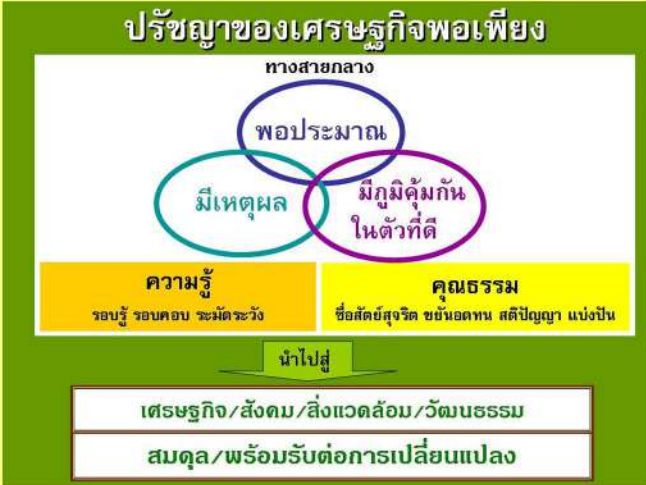 ปรัชญาของเศรษฐกิจพอเพียง
ทางสายกลาง
พอประมาณ
มีเหตุผล
มีภูมิคุ้มกัน
ในตัวที่ดี
ความรู้
รอบรู้ รอบคอบ ระมัดระวัง
คุณธรรม
ซื่อสัตย์สุจริต ขยันอดทน สติปัญญา แบ่งปัน
นำไปสู่
เศรษฐกิจ/สังคม/สิ่งแวดล้อม/วัฒนธรรม
สมดุล/พร้อมรับต่อการเปลี่ยนแปลง